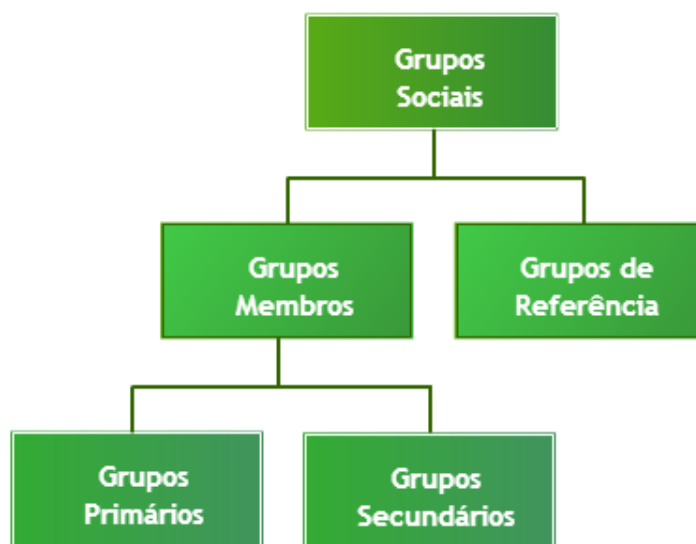 Grupos
Sociais
Grupos
Membros
Grupos de
Referência
Grupos
Primários
Grupos
Secundários